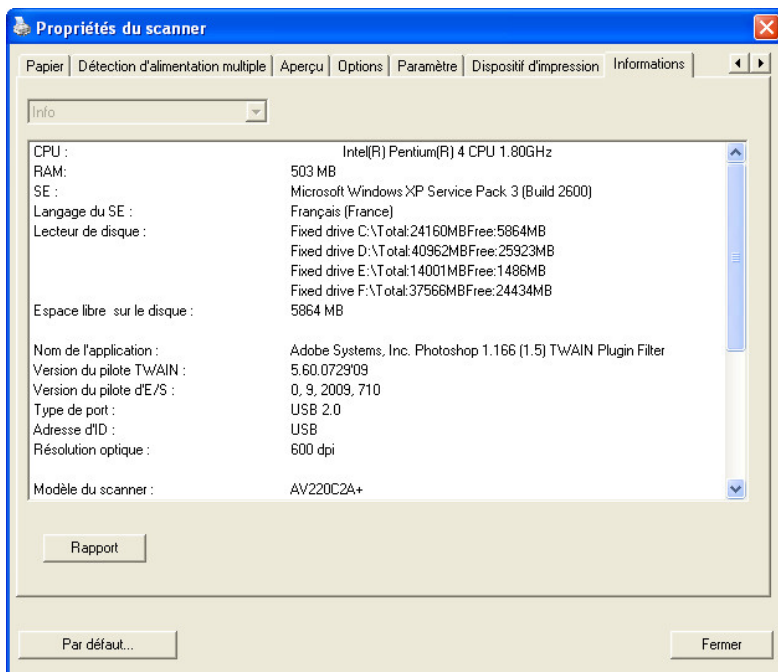 Propriétés du scanner
Papier Détection d'alimentation multiple Aperçu Options Paramètre Dispositif d'impression Informations
Info
CPU : Intel(R) Pentium(R) 4 CPU 1.80GHz
RAM: 503 MB
SE : Microsoft Windows XP Service Pack 3 (Build 2600)
Langage du SE : Français (France)
Lecteur de disque : Fixed drive C:\Total:24160MBFree:5864MB
Fixed drive D:\Total:40962MBFree:25923MB
Fixed drive E:\Total:14001MBFree:1486MB
Fixed drive F:\Total:37566MBFree:24434MB
Espace libre sur le disque : 5864 MB
Nom de l'application : Adobe Systems, Inc. Photoshop 1.166 (1.5) TWAIN Plugin Filter
Version du pilote TWAIN : 5.60.0729'09
Version du pilote d'E/S : 0, 9, 2009, 710
Type de port : USB 2.0
Adresse d'ID : USB
Résolution optique : 600 dpi
Modèle du scanner : AV220C2A+
Rapport
Par défaut... Fermer